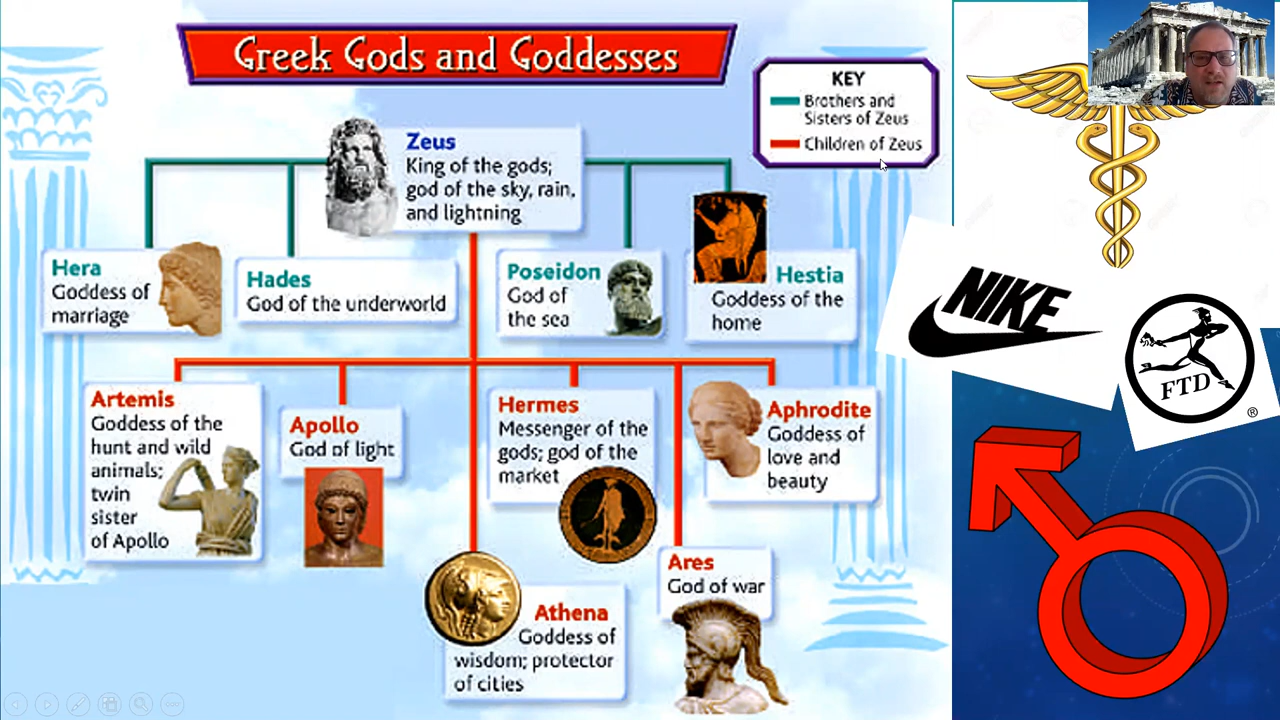 Greek Gods and Goddesses
KEY
Brothers and
Sisters of Zeus
Children of Zeus
Zeus
King of the gods;
god of the sky, rain,
and lightning
Hera
Goddess of
marriage
Hades
God of the underworld
Poseidon
God of
the sea
Hestia
Goddess of the
home
Artemis
Goddess of the
hunt and wild
animals;
twin
sister
of Apollo
Apollo
God of light
Hermes
Messenger of the
gods; god of the
market
Aphrodite
Goddess of
love and
beauty
Athena
Goddess of
wisdom; protector
of cities
Ares
God of war
NIKE
FTD
®